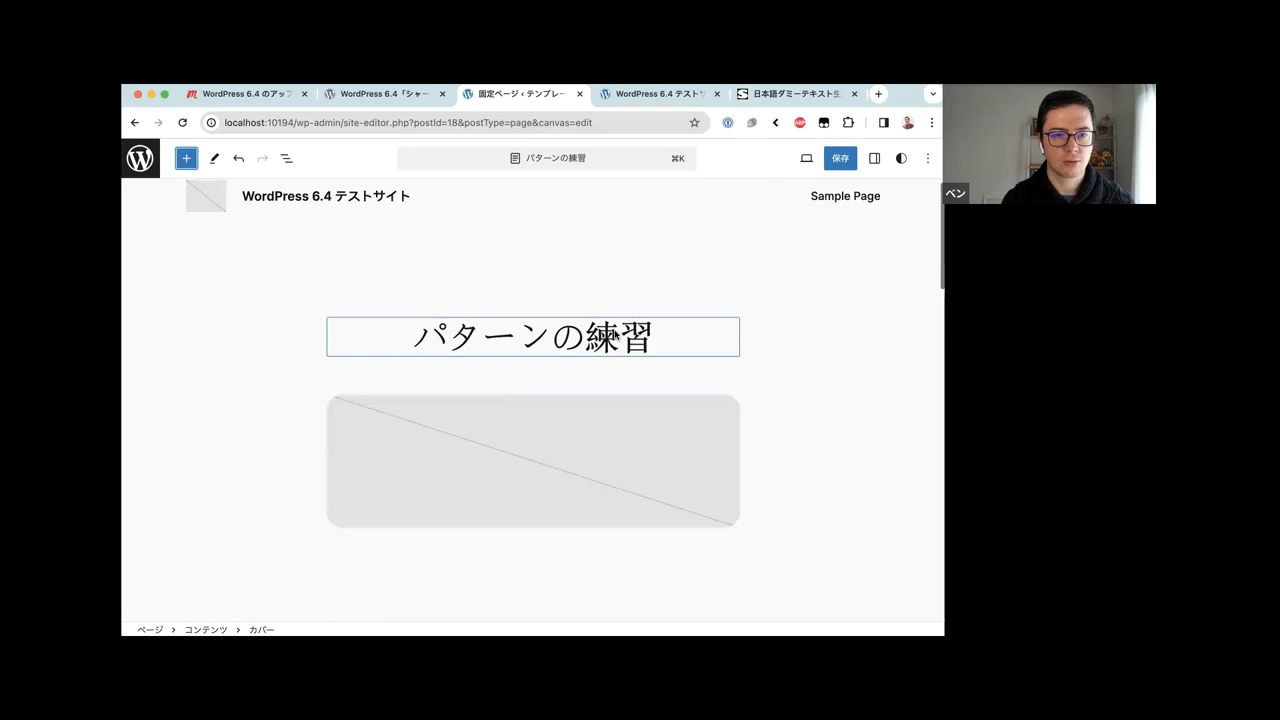 WordPress 6.4 のアップ
WordPress 6.4「シャー
固定ページ ‹ テンプレー
WordPress 6.4 テストサ
日本語ダミーテキスト生
localhost:10194/wp-admin/site-editor.php?postId=18&postType=page&canvas=edit
ABP
パターンの練習
⌘K
保存
WordPress 6.4 テストサイト
Sample Page
ベン
パターンの練習
ページ › コンテンツ › カバー